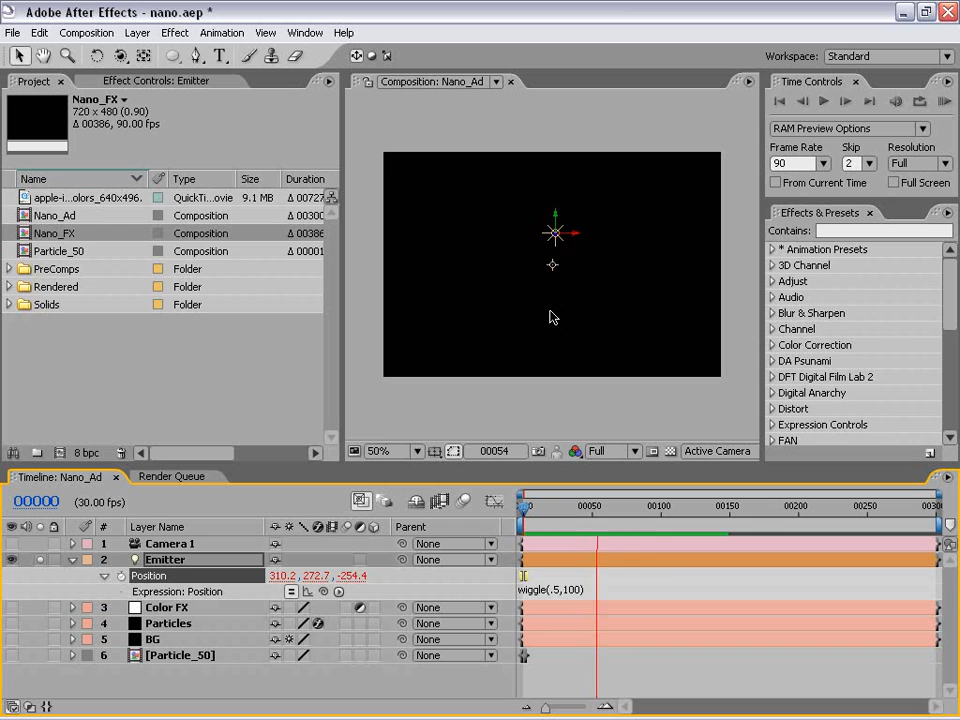 Adobe After Effects - nano.aep *
File Edit Composition Layer Effect Animation View Window Help
Workspace: Standard
Project Effect Controls: Emitter
Composition: Nano_Ad
Time Controls
Nano_FX
720 x 480 (0.90)
Δ 00386, 90.00 fps
RAM Preview Options
Frame Rate Skip Resolution
90 2 Full
From Current Time Full Screen
Name Type Size Duration
apple-i...olors_640x496. QuickTi...ovie 9.1 MB Δ 00727
Nano_Ad Composition Δ 00300
Nano_FX Composition Δ 00386
Particle_50 Composition Δ 00001
PreComps Folder
Rendered Folder
Solids Folder
Effects & Presets
Contains:
* Animation Presets
3D Channel
Adjust
Audio
Blur & Sharpen
Channel
Color Correction
DA Psunami
DFT Digital Film Lab 2
Digital Anarchy
Distort
Expression Controls
FAN
8 bpc
50% 00054 Full Active Camera
Timeline: Nano_Ad Render Queue
00000 (30.00 fps)
00050 00100 00150 00200 00250 0030
# Layer Name Parent
1 Camera 1 None
2 Emitter None
Position 310.2, 272.7, -254.4
Expression: Position wiggle(.5,100)
3 Color FX None
4 Particles None
5 BG None
6 [Particle_50] None